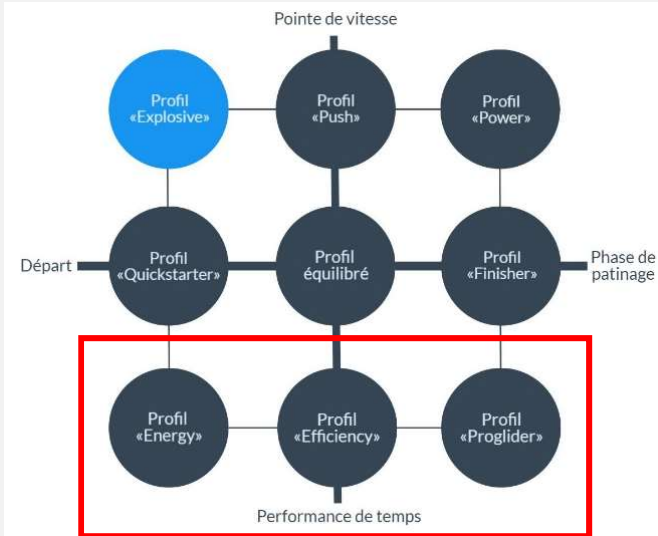 Pointe de vitesse
Profil
«Explosive»
Profil
«Push»
Profil
«Power»
Départ
Profil
«Quickstarter»
Profil
équilibré
Profil
«Finisher»
Phase de
patinage
Profil
«Energy»
Profil
«Efficiency»
Profil
«Proglider»
Performance de temps